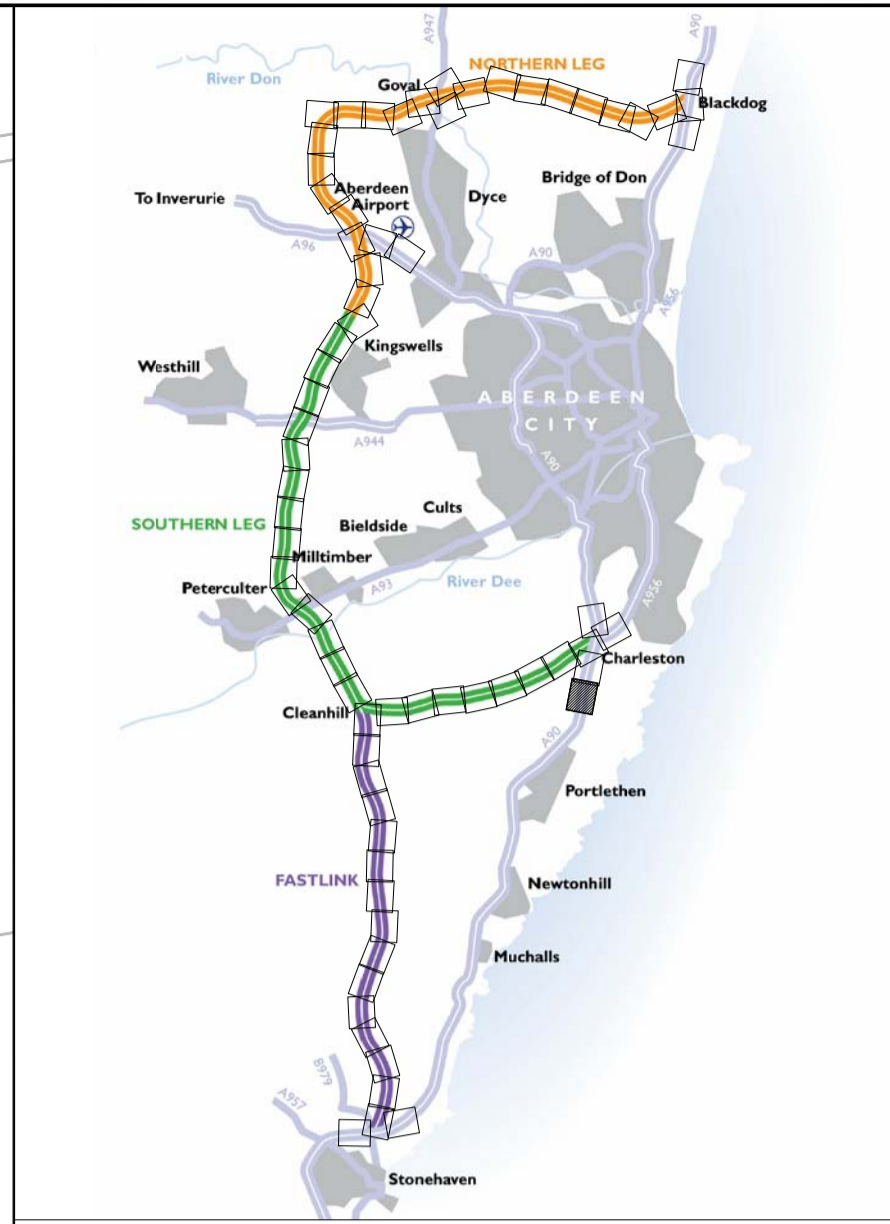 A947
A90
NORTHERN LEG
River Don
Goval
Blackdog
Bridge of Don
Aberdeen
Airport
To Inverurie
Dyce
A96
A90
A956
Kingswells
Westhill
ABERDEEN
CITY
A944
A90
Cults
SOUTHERN LEG
Bieldside
Milltimber
Peterculter
A93
River Dee
A956
Charleston
Cleanhill
A90
Portlethen
FASTLINK
Newtonhill
Muchalls
B979
A957
Stonehaven